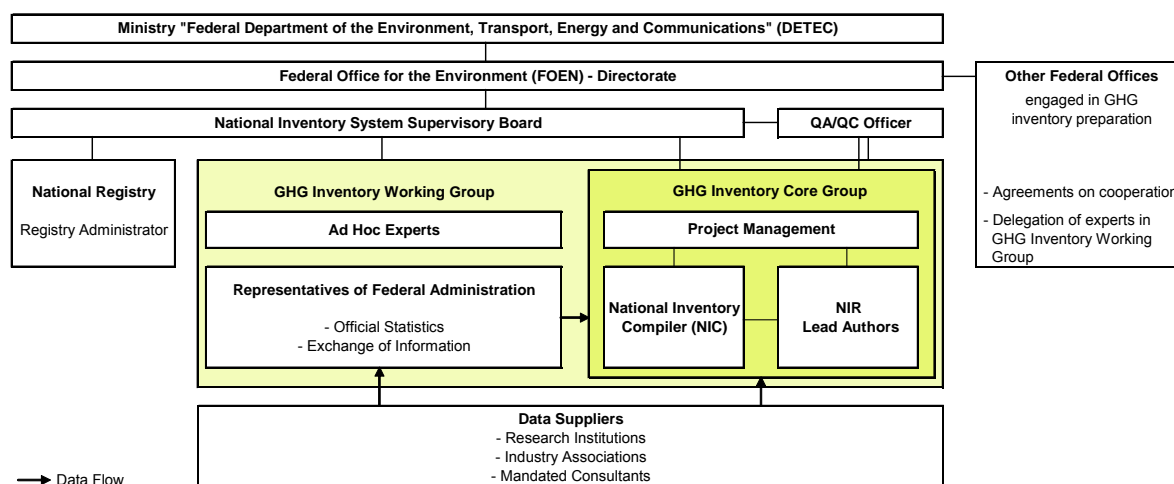 Ministry "Federal Department of the Environment, Transport, Energy and Communications" (DETEC)
Federal Office for the Environment (FOEN) - Directorate
Other Federal Offices
engaged in GHG
inventory preparation
- Agreements on cooperation
- Delegation of experts in
GHG Inventory Working
Group
National Inventory System Supervisory Board
QA/QC Officer
National Registry
Registry Administrator
GHG Inventory Working Group
Ad Hoc Experts
Representatives of Federal Administration
- Official Statistics
- Exchange of Information
GHG Inventory Core Group
Project Management
National Inventory
Compiler (NIC)
NIR
Lead Authors
Data Suppliers
- Research Institutions
- Industry Associations
- Mandated Consultants
Data Flow